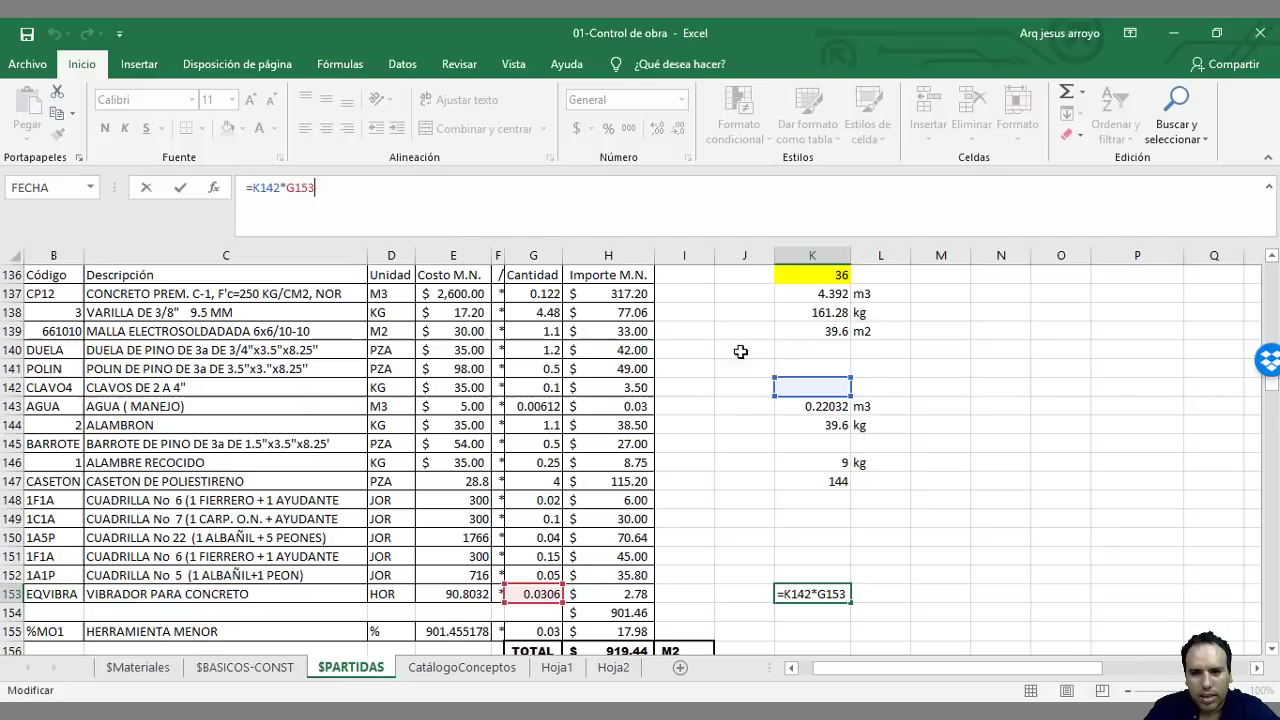 01-Control de obra - Excel
Arq jesus arroyo
Archivo Inicio Insertar Disposición de página Fórmulas Datos Revisar Vista Ayuda ¿Qué desea hacer? Compartir
Pegar
Calibri 11
N K S
A A
Ajustar texto
Combinar y centrar
General
$ % 000
Formato condicional
Dar formato como tabla
Estilos de celda
Insertar Eliminar Formato
Ordenar y filtrar
Buscar y seleccionar
Portapapeles Fuente Alineación Número Estilos Celdas Edición
FECHA fx =K142*G153
B C D E F G H I J K L M N O P Q
136 Código Descripción Unidad Costo M.N. / Cantidad Importe M.N. 36
137 CP12 CONCRETO PREM. C-1, F'c=250 KG/CM2, NOR M3 $ 2,600.00 * 0.122 $ 317.20 4.392 m3
138 3 VARILLA DE 3/8" 9.5 MM KG $ 17.20 * 4.48 $ 77.06 161.28 kg
139 661010 MALLA ELECTROSOLDADADA 6x6/10-10 M2 $ 30.00 * 1.1 $ 33.00 39.6 m2
140 DUELA DUELA DE PINO DE 3a DE 3/4"x3.5"x8.25" PZA $ 35.00 * 1.2 $ 42.00
141 POLIN POLIN DE PINO DE 3a DE 3.5"x3."x8.25" PZA $ 98.00 * 0.5 $ 49.00
142 CLAVO4 CLAVOS DE 2 A 4" KG $ 35.00 * 0.1 $ 3.50
143 AGUA AGUA ( MANEJO) M3 $ 5.00 * 0.00612 $ 0.03 0.22032 m3
144 2 ALAMBRON KG $ 35.00 * 1.1 $ 38.50 39.6 kg
145 BARROTE BARROTE DE PINO DE 3a DE 1.5"x3.5"x8.25' PZA $ 54.00 * 0.5 $ 27.00
146 1 ALAMBRE RECOCIDO KG $ 35.00 * 0.25 $ 8.75 9 kg
147 CASETON CASETON DE POLIESTIRENO PZA 28.8 * 4 $ 115.20 144
148 1F1A CUADRILLA No 6 (1 FIERRERO + 1 AYUDANTE JOR 300 * 0.02 $ 6.00
149 1C1A CUADRILLA No 7 (1 CARP. O.N. + AYUDANTE JOR 300 * 0.1 $ 30.00
150 1A5P CUADRILLA No 22 (1 ALBAÑIL + 5 PEONES) JOR 1766 * 0.04 $ 70.64
151 1F1A CUADRILLA No 6 (1 FIERRERO + 1 AYUDANTE JOR 300 * 0.15 $ 45.00
152 1A1P CUADRILLA No 5 (1 ALBAÑIL+1 PEON) JOR 716 * 0.05 $ 35.80
153 EQVIBRA VIBRADOR PARA CONCRETO HOR 90.8032 * 0.0306 $ 2.78 =K142*G153
154 $ 901.46
155 %MO1 HERRAMIENTA MENOR % 901.455178 * 0.03 $ 17.98
156 TOTAL $ 919.44 M2
$Materiales $BASICOS-CONST $PARTIDAS CatálogoConceptos Hoja1 Hoja2
Modificar
100%